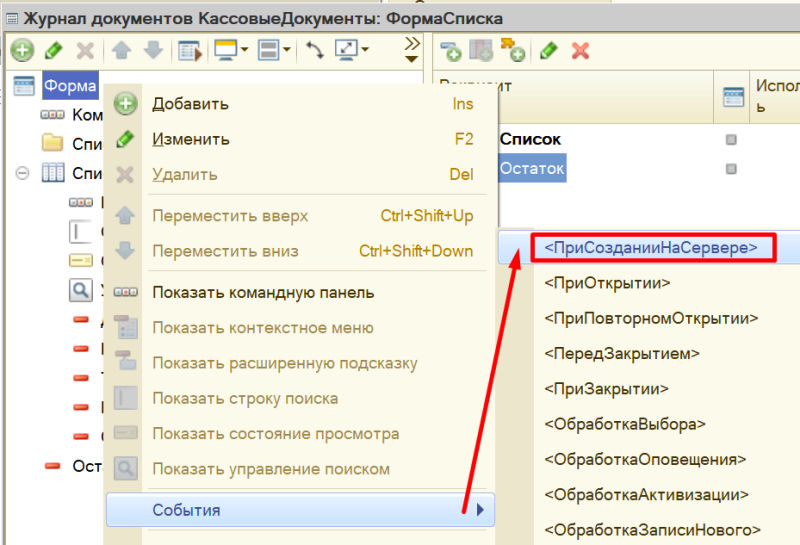 Журнал документов КассовыеДокументы: ФормаСписка
Форма
Ком
Спи
Спи
Оста
Добавить Ins
Изменить F2
Удалить Del
Переместить вверх Ctrl+Shift+Up
Переместить вниз Ctrl+Shift+Down
Показать командную панель
Показать контекстное меню
Показать расширенную подсказку
Показать строку поиска
Показать состояние просмотра
Показать управление поиском
События
Реквизит
Испол
ь
Список
Остаток
<ПриСозданииНаСервере>
<ПриОткрытии>
<ПриПовторномОткрытии>
<ПередЗакрытием>
<ПриЗакрытии>
<ОбработкаВыбора>
<ОбработкаОповещения>
<ОбработкаАктивизации>
<ОбработкаЗаписиНового>